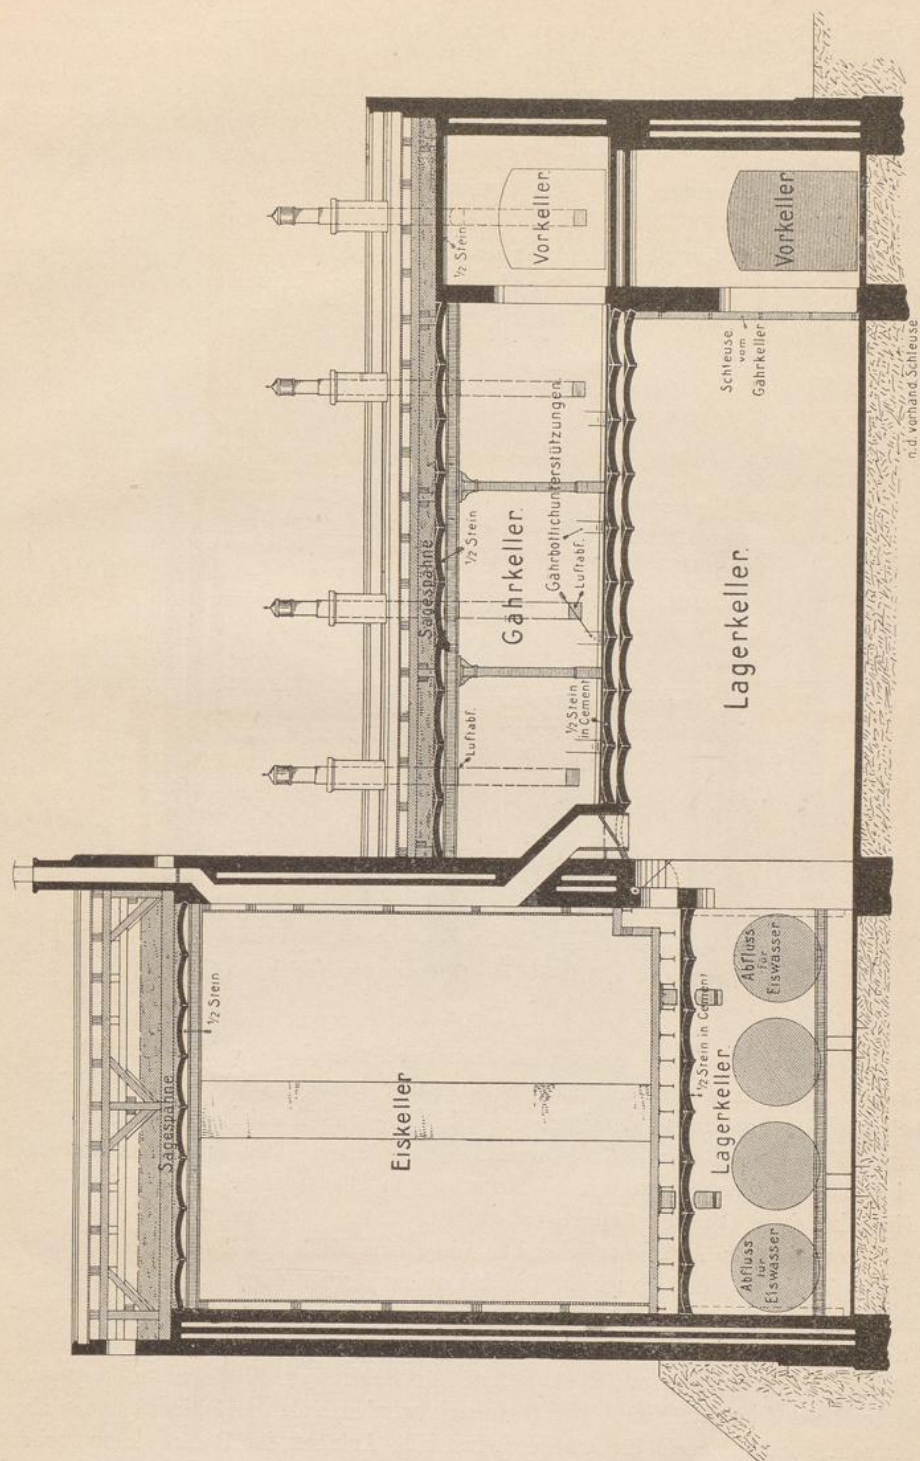 Sägespähne
½ Stein
Eiskeller
½ Stein in Cement
Lagerkeller.
Abfluss
für
Eiswasser
Abfluss
für
Eiswasser
Sägespähne
½ Stein
Luftabf.
Gährkeller.
Gährbottichunterstützungen.
Luftabf.
½ Stein
in Cement
Lagerkeller.
Schleuse
vom
Gährkeller
n.d. vorhand. Schleuse
½ Stein
Vorkeller.
Vorkeller